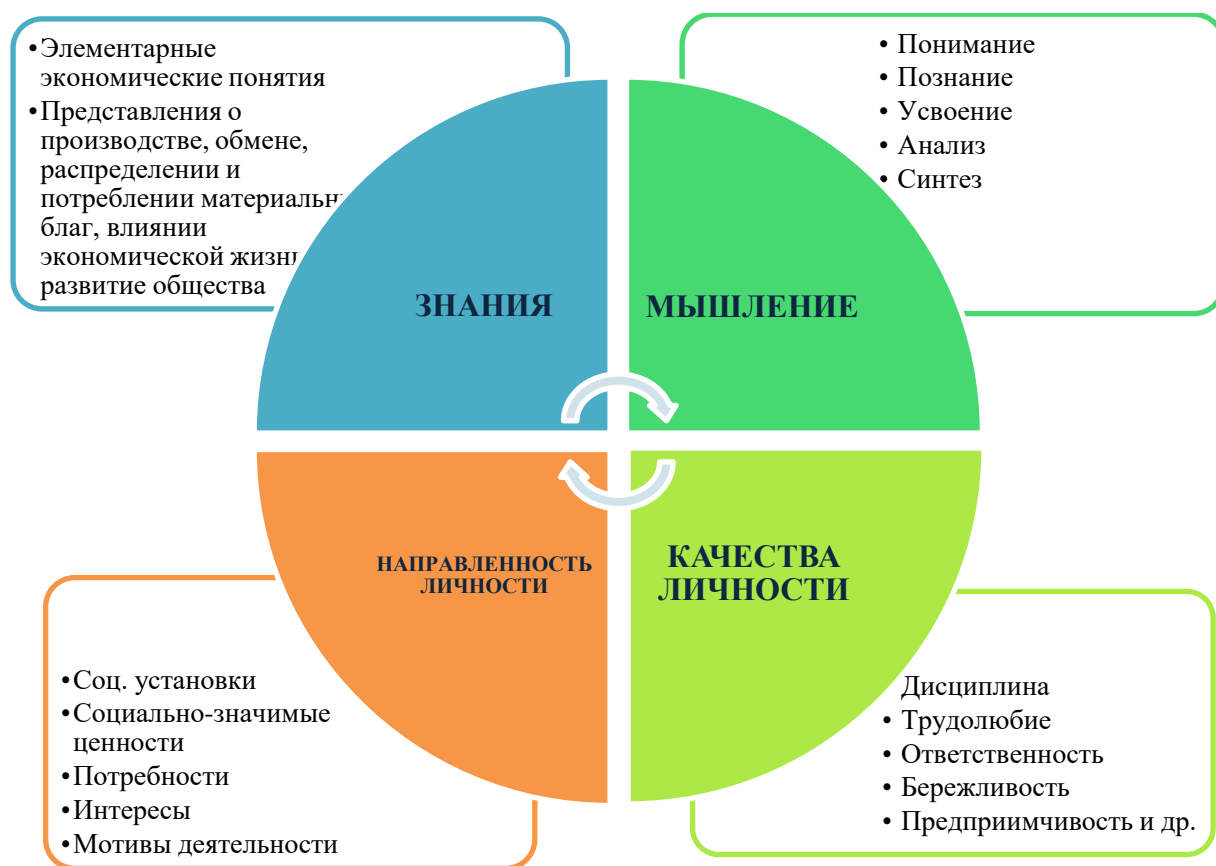 •Элементарные
экономические понятия
•Представления о
производстве, обмене,
распределении и
потреблении
благ, влиянии
экономической
развитие общества
• Понимание
• Познание
• Усвоение
• Анализ
• Синтез
ЗНАНИЯ
МЫШЛЕНИЕ
НАПРАВЛЕННОСТЬ
ЛИЧНОСТИ
КАЧЕСТВА
ЛИЧНОСТИ
•Соц. установки
•Социально-значимые
ценности
•Потребности
•Интересы
•Мотивы деятельности
Дисциплина
• Трудолюбие
• Ответственность
• Бережливость
• Предприимчивость и др.